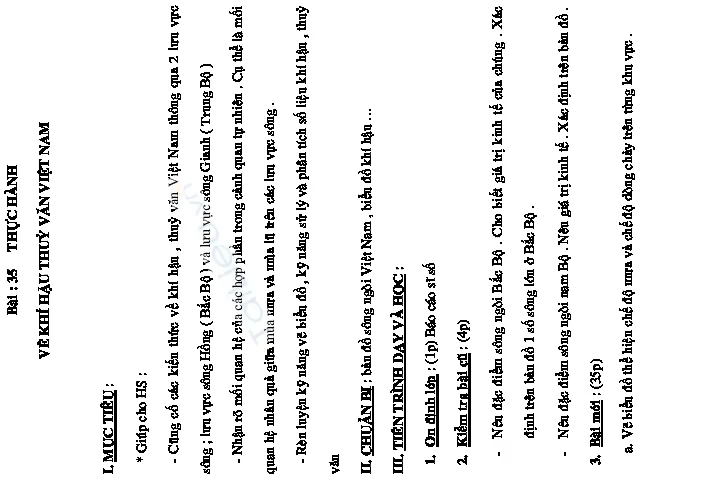 Bài : 35 THỰC HÀNH
VỀ KHÍ HẬU THUỶ VĂN VIỆT NAM
I. MỤC TIÊU :
* Giúp cho HS :
- Cũng cố các kiến thức về khí hậu , thuỷ văn Việt Nam thông qua 2 lưu vực
sông ; lưu vực sông Hồng ( Bắc Bộ ) và lưu vực sông Gianh ( Trung Bộ )
- Nhận rõ mối quan hệ của các hợp phần trong cảnh quan tự nhiên . Cụ thể là mối
quan hệ nhân quả giữa mùa mưa và mùa lũ trên các lưu vực sông .
- Rèn luyện kỹ năng vẽ biểu đồ , kỹ năng sử lý và phân tích số liệu khí hậu , thuỷ
văn
II. CHUẨN BỊ : bản đồ sông ngòi Việt Nam , biểu đồ khí hậu ...
III. TIẾN TRÌNH DẠY VÀ HỌC :
1. Ổn định lớn : (1p) Báo cáo sĩ số
2. Kiểm tra bài cũ : (4p)
- Nêu đặc điểm sông ngòi Bắc Bộ . Cho biết giá trị kinh tế của chúng . Xác
định trên bản đồ 1 số sông lớn ở Bắc Bộ .
- Nêu đặc điểm sông ngòi nam Bộ . Nêu giá trị kinh tế . Xác định trên bản đồ .
3. Bài mới : (35p)
a. Vẽ biểu đồ thể hiện chế độ mưa và chế độ dòng chảy trên từng khu vực .